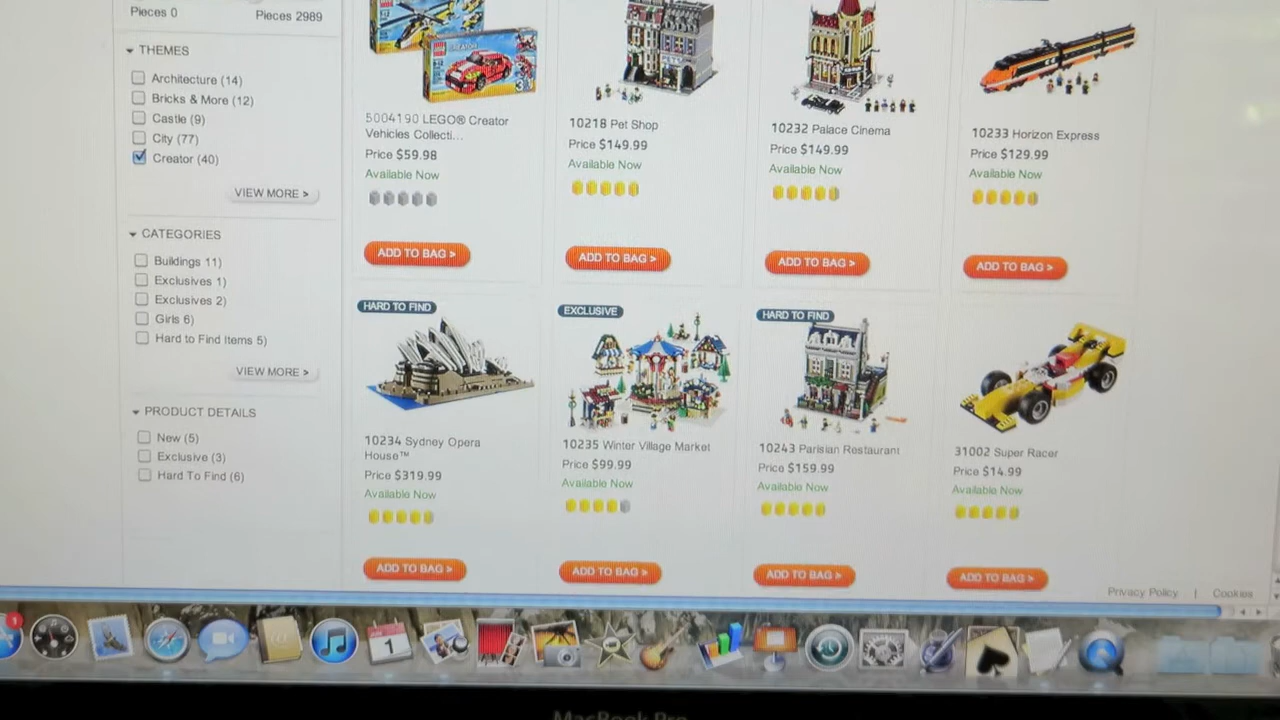 Pieces 0
Pieces 2989
THEMES
Architecture (14)
Bricks & More (12)
Castle (9)
City (77)
Creator (40)
VIEW MORE >
CATEGORIES
Buildings 11)
Exclusives 1)
Exclusives 2)
Girls 6)
Hard to Find Items 5)
VIEW MORE >
PRODUCT DETAILS
New (5)
Exclusive (3)
Hard To Find (6)
CREATOR
5004190 LEGO® Creator
Vehicles Collecti...
Price $59.98
Available Now
ADD TO BAG >
10218 Pet Shop
Price $149.99
Available Now
ADD TO BAG >
10232 Palace Cinema
Price $149.99
Available Now
ADD TO BAG >
10233 Horizon Express
Price $129.99
Available Now
ADD TO BAG >
HARD TO FIND
10234 Sydney Opera
House™
Price $319.99
Available Now
ADD TO BAG >
EXCLUSIVE
10235 Winter Village Market
Price $99.99
Available Now
ADD TO BAG >
HARD TO FIND
10243 Parisian Restaurant
Price $159.99
Available Now
ADD TO BAG >
31002 Super Racer
Price $14.99
Available Now
ADD TO BAG >
Privacy Policy | Cookies
1
1
MacBook Pro